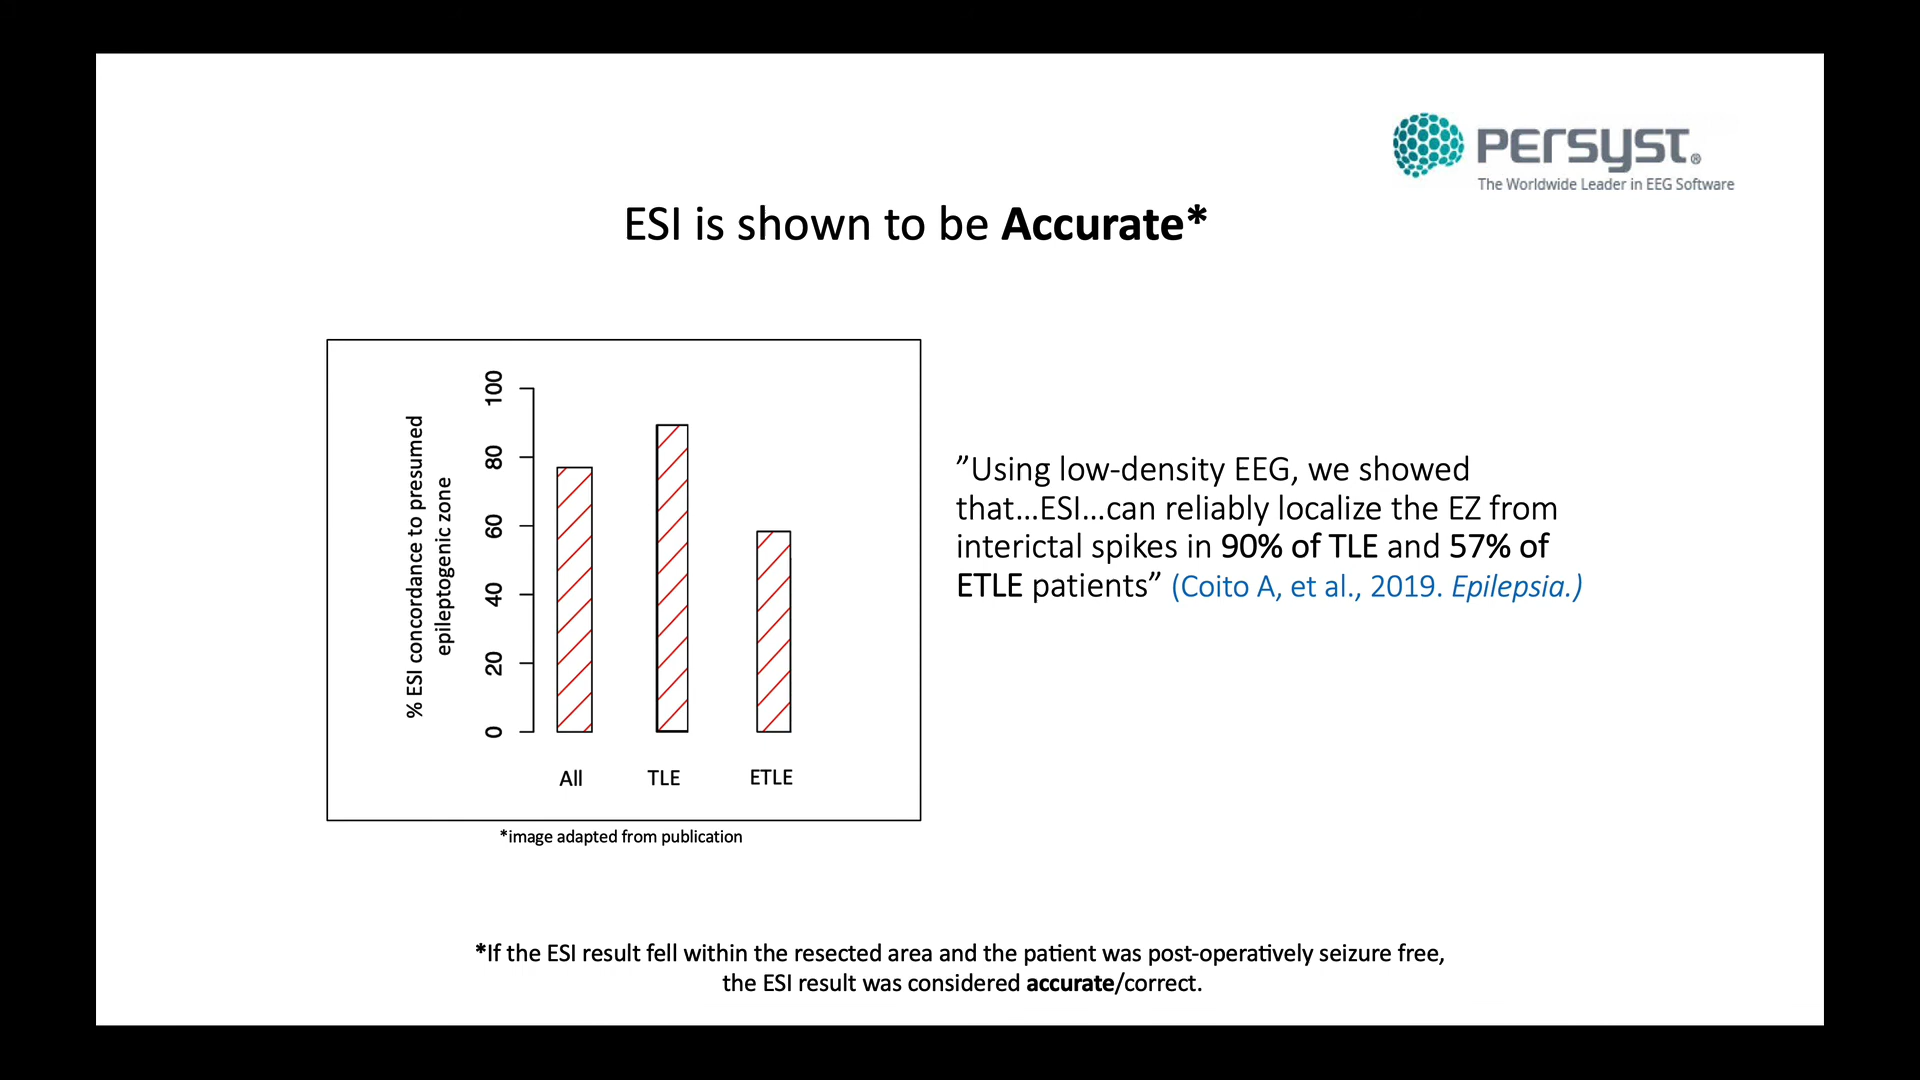 PERSYST®
The Worldwide Leader in EEG Software
ESI is shown to be Accurate*
% ESI concordance to presumed
epileptogenic zone
100
80
60
40
20
0
All
TLE
ETLE
*image adapted from publication
”Using low-density EEG, we showed
that...ESI...can reliably localize the EZ from
interictal spikes in 90% of TLE and 57% of
ETLE patients” (Coito A, et al., 2019. Epilepsia.)
*If the ESI result fell within the resected area and the patient was post-operatively seizure free,
the ESI result was considered accurate/correct.